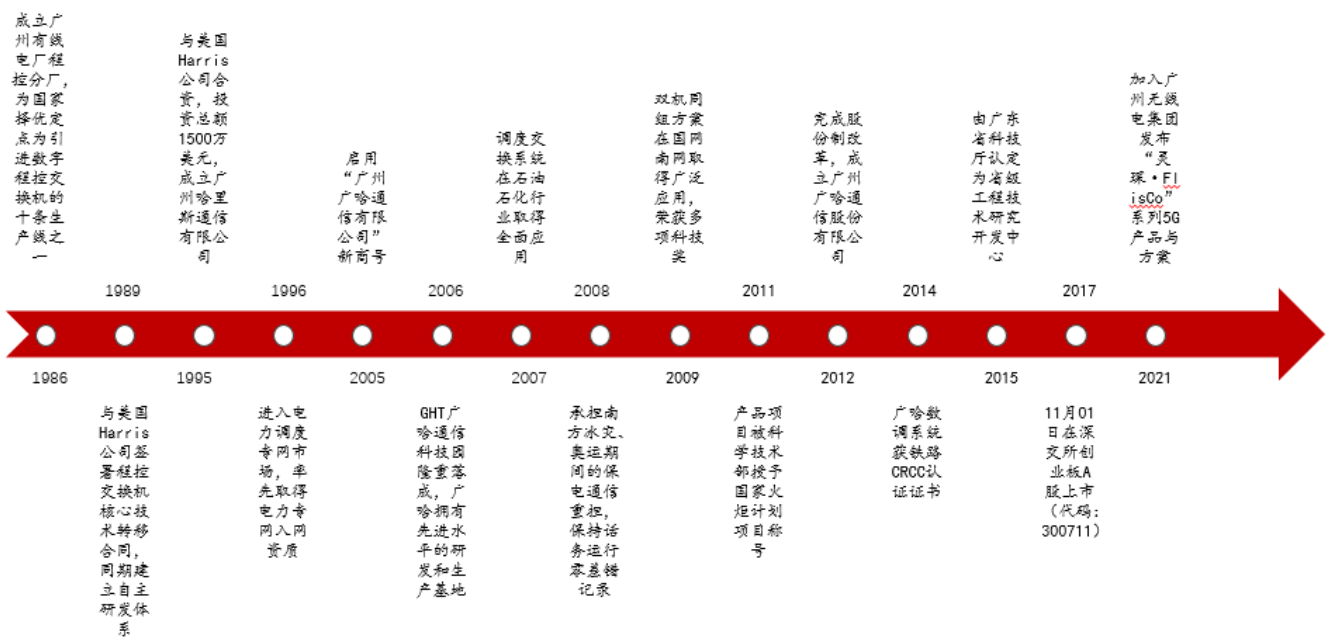 成立广
州有线
电厂程
控分厂，
为国家
择优定
点为引
进数字
程控交
换机的
十条生
产线之
一
与美国
Harris
公司合
资，投
资总额
1500万
美元，
成立广
州哈里
斯通信
有限公
司
启用
“广州
广哈通
信有限
公司”
新商号
调度交
换系统
在石油
石化行
业取得
全面应
用
双机同
组方案
在国网
南网取
得广泛
应用，
荣获多
项科技
奖
完成股
份制改
革，成
立广州
广哈通
信股份
有限公
司
由广东
省科技
厅认定
为省级
工程技
术研究
开发中
心
加入广
州无线
电集团
发布
“灵
琛·Fl
isCo”
系列5G
产品与
方案
1989
1996
2006
2008
2011
2014
2017
1986
1995
2005
2007
2009
2012
2015
2021
与美国
Harris
公司签
署程控
交换机
核心技
术转移
合同，
同期建
立自主
研发体
系
进入电
力调度
专网市
场，率
先取得
电力专
网入网
资质
GHT广
哈通信
科技园
隆重落
成，广
哈拥有
先进水
平的研
发和生
产基地
承担南
方冰灾、
奥运期
间的保
电通信
重担，
保持话
务运行
零差错
记录
产品项
目被科
学技术
部授予
国家火
炬计划
项目称
号
广哈数
调系统
获铁路
CRCC认
证证书
11月01
日在深
交所创
业板A
股上市
（代码：
300711）